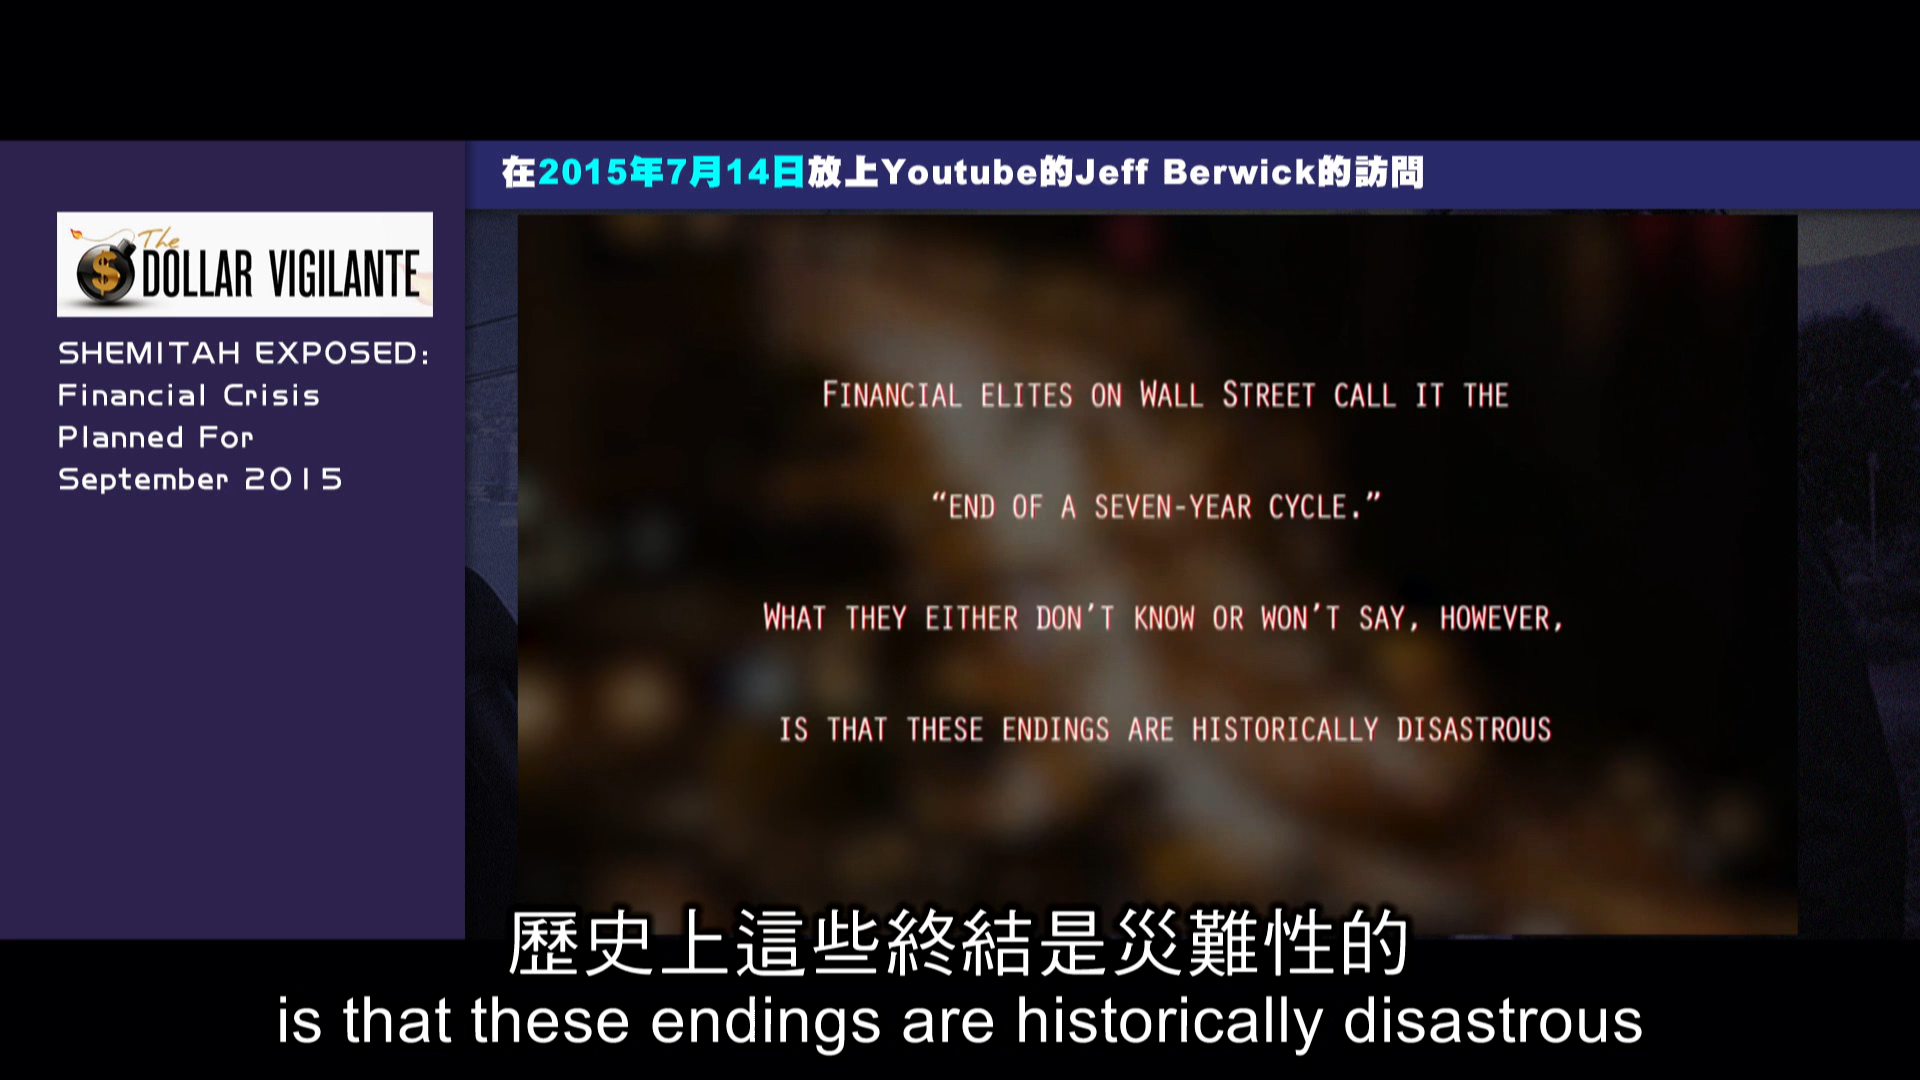 在2015年7月14日放上Youtube的Jeff Berwick的訪問
The
DOLLAR VIGILANTE
SHEMITAH EXPOSED:
Financial Crisis
Planned For
September 2015
FINANCIAL ELITES ON WALL STREET CALL IT THE
“END OF A SEVEN-YEAR CYCLE.”
WHAT THEY EITHER DON’T KNOW OR WON’T SAY, HOWEVER,
IS THAT THESE ENDINGS ARE HISTORICALLY DISASTROUS
歷史上這些終結是災難性的
is that these endings are historically disastrous